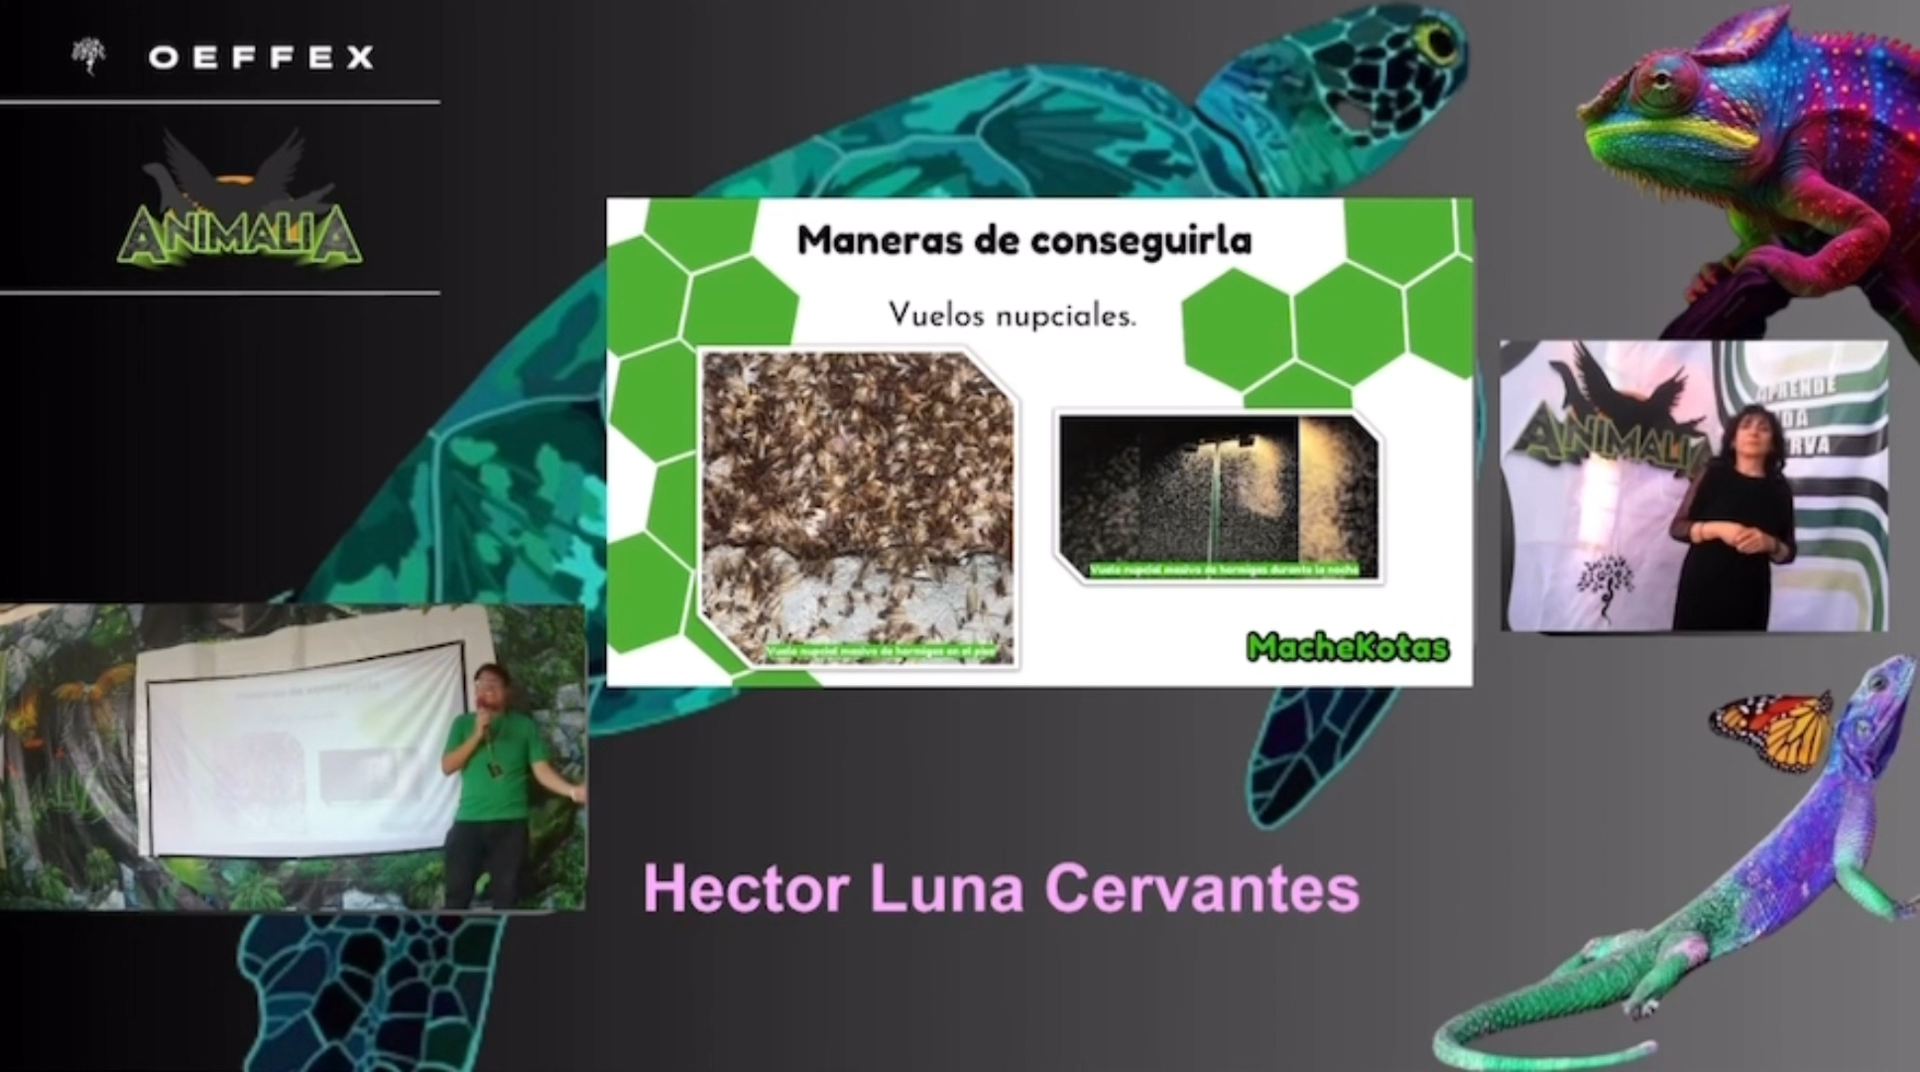 OEFFEX
ANIMALIA
Maneras de conseguirla
Vuelos nupciales.
Vuelo nupcial masivo de hormigas en el piso
Vuelo nupcial masivo de hormigas durante la noche
MacheKotas
ANIMALIA
APRENDE
Hector Luna Cervantes